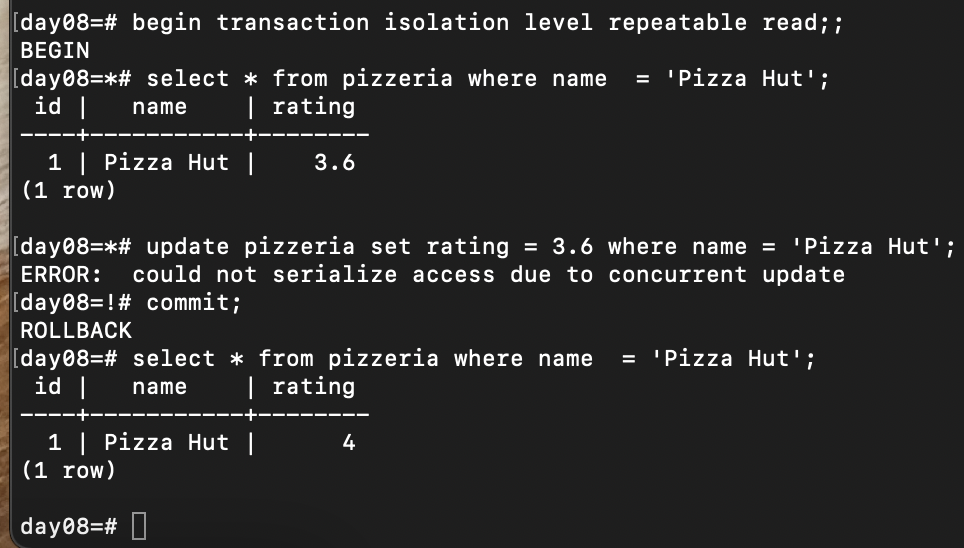 [day08=# begin transaction isolation level repeatable read;;
BEGIN
[day08=*# select * from pizzeria where name  = 'Pizza Hut';
 id |   name    | rating
----+-----------+--------
  1 | Pizza Hut |    3.6
(1 row)

[day08=*# update pizzeria set rating = 3.6 where name = 'Pizza Hut';
ERROR:  could not serialize access due to concurrent update
[day08=!# commit;
ROLLBACK
[day08=# select * from pizzeria where name  = 'Pizza Hut';
 id |   name    | rating
----+-----------+--------
  1 | Pizza Hut |      4
(1 row)

day08=#